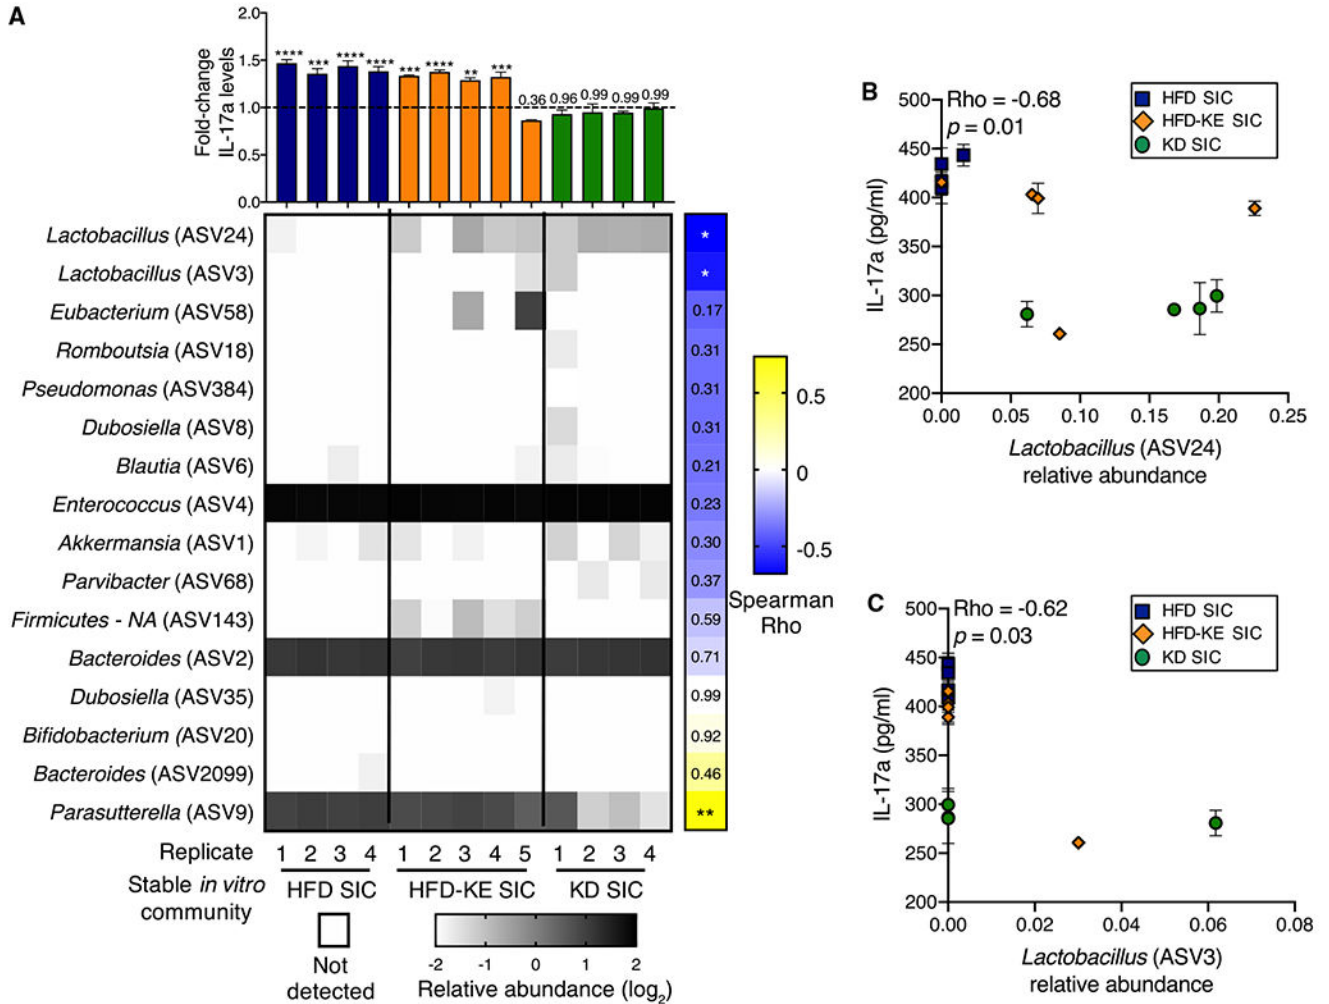 A
Fold-change
IL-17a levels
2.0
1.5
1.0
0.5
0.0
**** *** **** **** *** **** ** *** 0.36 0.96 0.99 0.99 0.99
Lactobacillus (ASV24) *
Lactobacillus (ASV3) *
Eubacterium (ASV58) 0.17
Romboutsia (ASV18) 0.31
Pseudomonas (ASV384) 0.31
Dubosiella (ASV8) 0.31
Blautia (ASV6) 0.21
Enterococcus (ASV4) 0.23
Akkermansia (ASV1) 0.30
Parvibacter (ASV68) 0.37
Firmicutes - NA (ASV143) 0.59
Bacteroides (ASV2) 0.71
Dubosiella (ASV35) 0.99
Bifidobacterium (ASV20) 0.92
Bacteroides (ASV2099) 0.46
Parasutterella (ASV9) **
Replicate 1 2 3 4 1 2 3 4 5 1 2 3 4
Stable in vitro
community
HFD SIC HFD-KE SIC KD SIC
Not
detected
-2 -1 0 1 2
Relative abundance (log2)
0.5
0
-0.5
Spearman
Rho
B
Rho = -0.68
p = 0.01
HFD SIC
HFD-KE SIC
KD SIC
IL-17a (pg/ml)
500
450
400
350
300
250
200
0.00 0.05 0.10 0.15 0.20 0.25
Lactobacillus (ASV24)
relative abundance
C
Rho = -0.62
p = 0.03
HFD SIC
HFD-KE SIC
KD SIC
IL-17a (pg/ml)
500
450
400
350
300
250
200
0.00 0.02 0.04 0.06 0.08
Lactobacillus (ASV3)
relative abundance